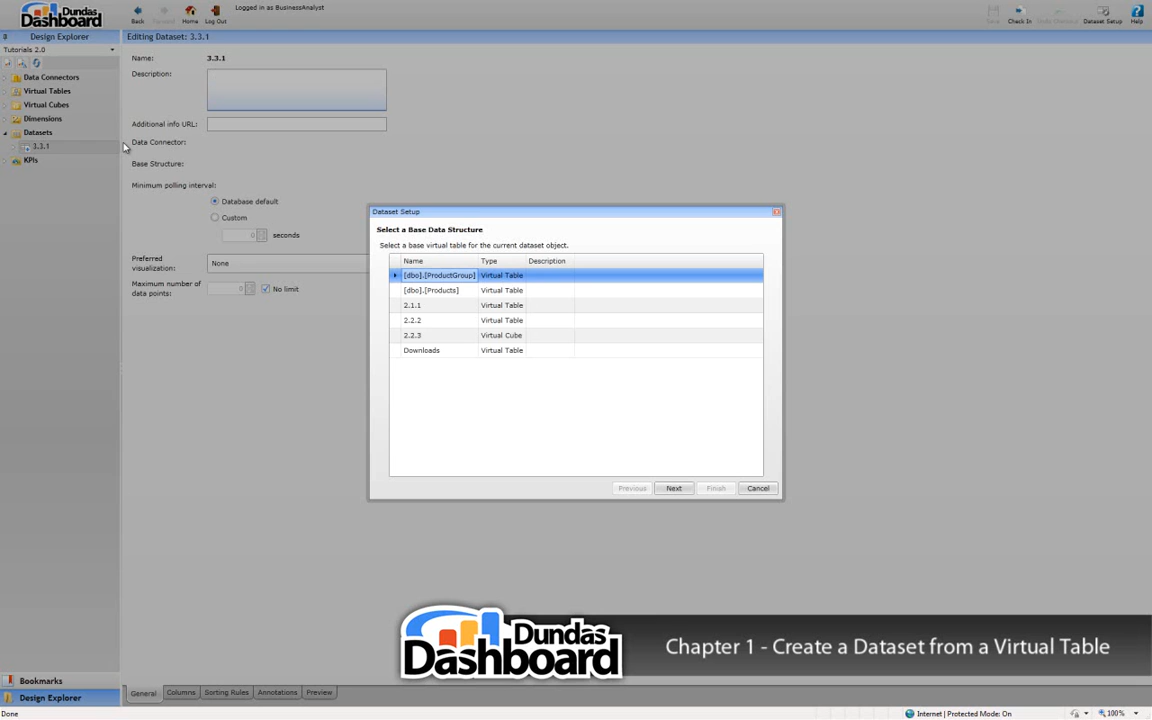 Dundas
Dashboard
Back
Forward
Home
Log Out
Logged in as BusinessAnalyst
Save
Check In
Undo Checkout
Dataset Setup
Help
Design Explorer
Editing Dataset: 3.3.1
Tutorials 2.0
Data Connectors
Virtual Tables
Virtual Cubes
Dimensions
Datasets
3.3.1
KPIs
Name: 3.3.1
Description:
Additional info URL:
Data Connector:
Base Structure:
Minimum polling interval:
Database default
Custom
0 seconds
Preferred
visualization: None
Maximum number of
data points: 0 No limit
Dataset Setup
Select a Base Data Structure
Select a base virtual table for the current dataset object.
Name Type Description
[dbo].[ProductGroup] Virtual Table
[dbo].[Products] Virtual Table
2.1.1 Virtual Table
2.2.2 Virtual Table
2.2.3 Virtual Cube
Downloads Virtual Table
Previous Next Finish Cancel
Dundas
Dashboard
Chapter 1 - Create a Dataset from a Virtual Table
Bookmarks
Design Explorer
General Columns Sorting Rules Annotations Preview
Done
Internet | Protected Mode: On
100%